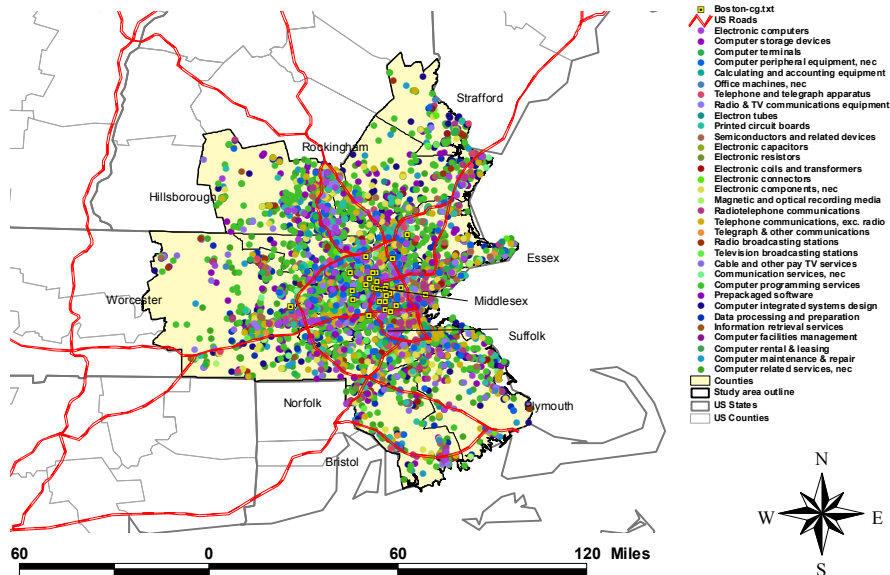 Boston-cg.txt
US Roads
Electronic computers
Computer storage devices
Computer terminals
Computer peripheral equipment, nec
Calculating and accounting equipment
Office machines, nec
Telephone and telegraph apparatus
Radio & TV communications equipment
Electron tubes
Printed circuit boards
Semiconductors and related devices
Electronic capacitors
Electronic resistors
Electronic coils and transformers
Electronic connectors
Electronic components, nec
Magnetic and optical recording media
Radiotelephone communications
Telephone communications, exc. radio
Telegraph & other communications
Radio broadcasting stations
Television broadcasting stations
Cable and other pay TV services
Communication services, nec
Computer programming services
Prepackaged software
Computer integrated systems design
Data processing and preparation
Information retrieval services
Computer facilities management
Computer rental & leasing
Computer maintenance & repair
Computer related services, nec
Counties
Study area outline
US States
US Counties
Strafford
Rockingham
Hillsborough
Essex
Worcester
Middlesex
Suffolk
Norfolk
Plymouth
Bristol
N
W E
S
60 0 60 120 Miles